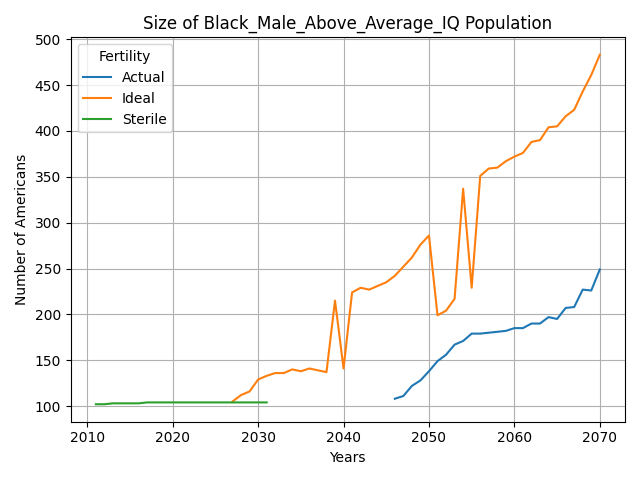 Size of Black_Male_Above_Average_IQ Population
Fertility
Actual
Ideal
Sterile
Number of Americans
500
450
400
350
300
250
200
150
100
2010 2020 2030 2040 2050 2060 2070
Years